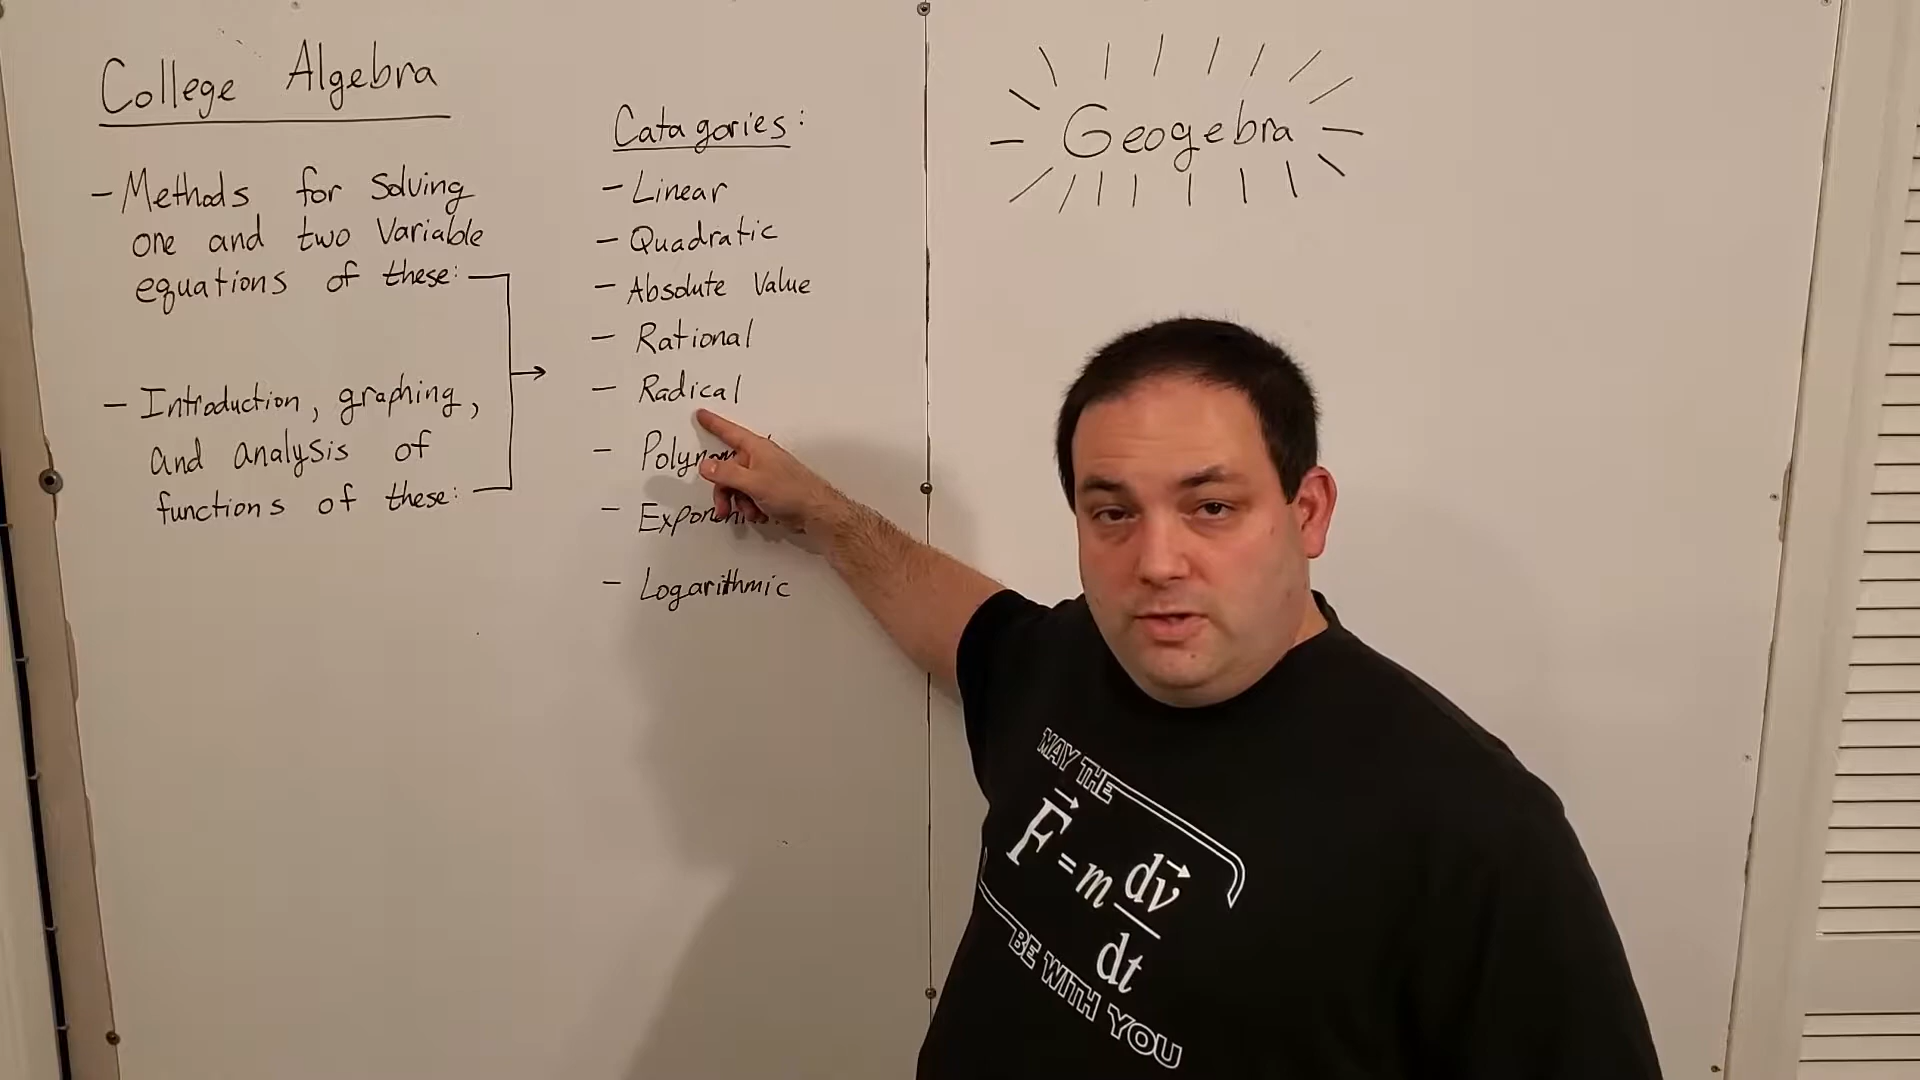 College Algebra
- Methods for Solving
one and two Variable
equations of these:
- Introduction, graphing,
and analysis of
functions of these:
Catagories:
- Linear
- Quadratic
- Absolute Value
- Rational
- Radical
-
-
- Logarithmic
Geogebra
MAY THE
F = m dv
dt
BE WITH YOU